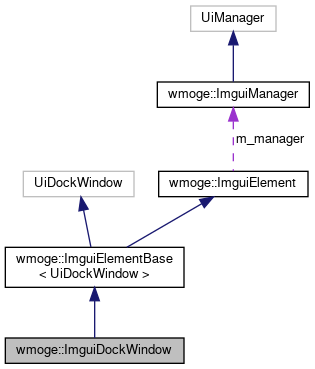 UiManager
wmoge::ImguiManager
m_manager
UiDockWindow
wmoge::ImguiElement
wmoge::ImguiElementBase
< UiDockWindow >
wmoge::ImguiDockWindow